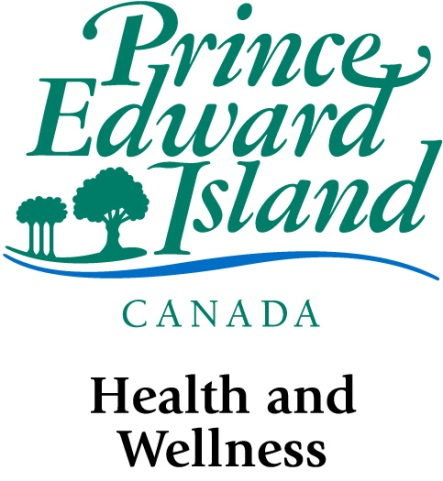 Prince
Edward
Island
CANADA
Health and
Wellness